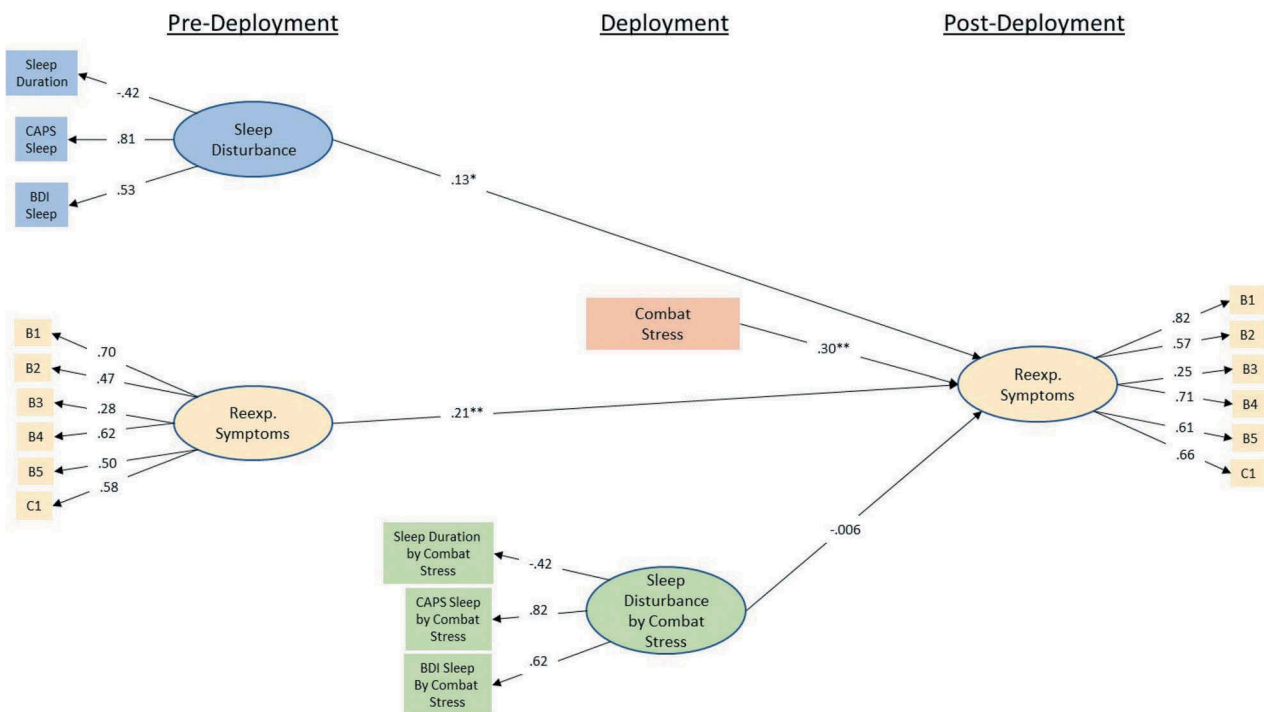 Pre-Deployment
Deployment
Post-Deployment
Sleep
Duration
-.42
CAPS
Sleep
.81
BDI
Sleep
.53
Sleep
Disturbance
.13*
Combat
Stress
.30**
B1
B2
B3
B4
B5
C1
.70
.47
.28
.62
.50
.58
Reexp.
Symptoms
.21**
Reexp.
Symptoms
.82
.57
.25
.71
.61
.66
B1
B2
B3
B4
B5
C1
Sleep Duration
by Combat
Stress
-.42
CAPS Sleep
by Combat
Stress
.82
BDI Sleep
By Combat
Stress
.62
Sleep
Disturbance
by Combat
Stress
-.006